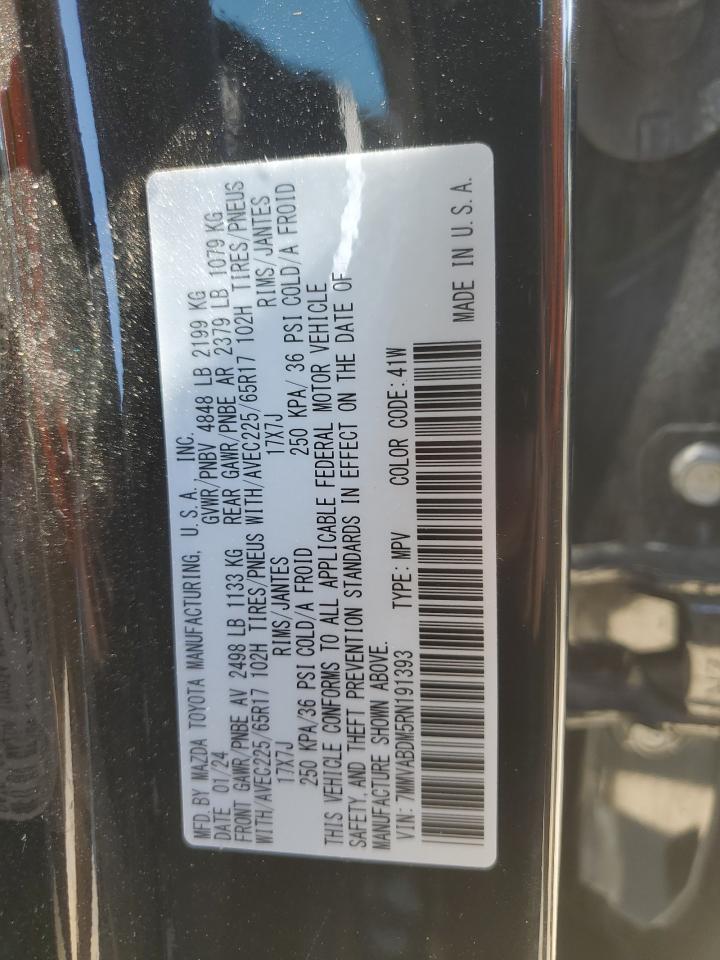 MFD. BY MAZDA TOYOTA MANUFACTURING, U.S.A. INC.
DATE 01/24 GVWR/PNBV 4848 LB 2199 KG
FRONT GAWR/PNBE AV 2498 LB 1133 KG REAR GAWR/PNBE AR 2379 LB 1079 KG
WITH/AVEC225/65R17 102H TIRES/PNEUS WITH/AVEC225/65R17 102H TIRES/PNEUS
17X7J RIMS/JANTES 17X7J RIMS/JANTES
250 KPA/36 PSI COLD/A FROID 250 KPA/ 36 PSI COLD/A FROID
THIS VEHICLE CONFORMS TO ALL APPLICABLE FEDERAL MOTOR VEHICLE
SAFETY, AND THEFT PREVENTION STANDARDS IN EFFECT ON THE DATE OF
MANUFACTURE SHOWN ABOVE.
VIN: 7MMVABDM5RN191393 TYPE: MPV COLOR CODE: 41W
MADE IN U.S.A.